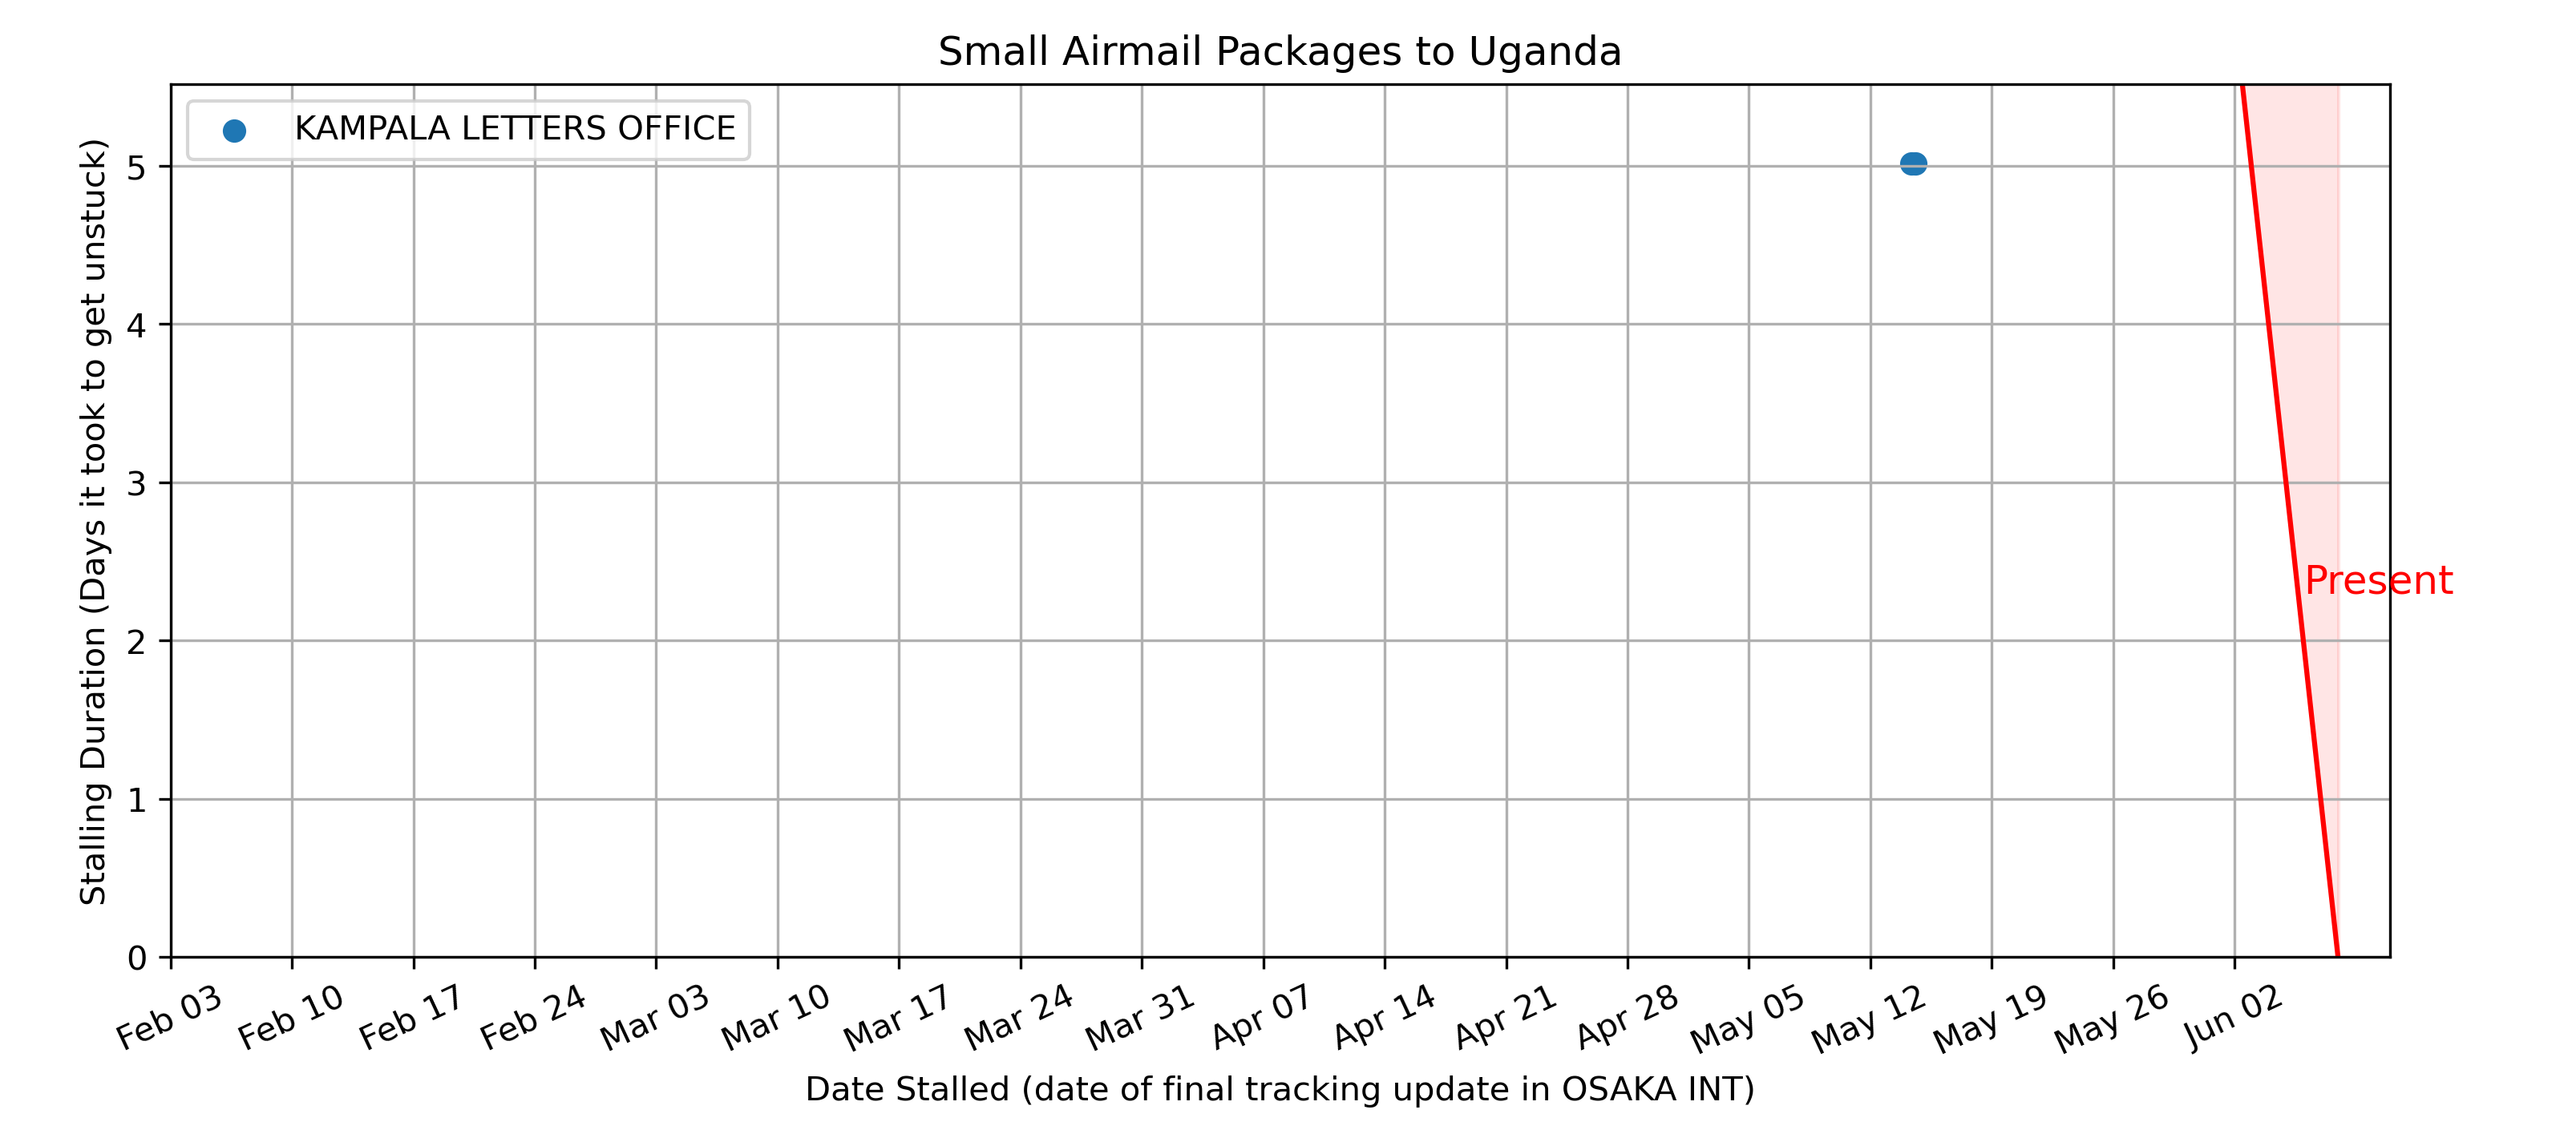 Small Airmail Packages to Uganda
KAMPALA LETTERS OFFICE
Stalling Duration (Days it took to get unstuck)
5
4
3
2
1
0
Present
Feb 03
Feb 10
Feb 17
Feb 24
Mar 03
Mar 10
Mar 17
Mar 24
Mar 31
Apr 07
Apr 14
Apr 21
Apr 28
May 05
May 12
May 19
May 26
Jun 02
Date Stalled (date of final tracking update in OSAKA INT)